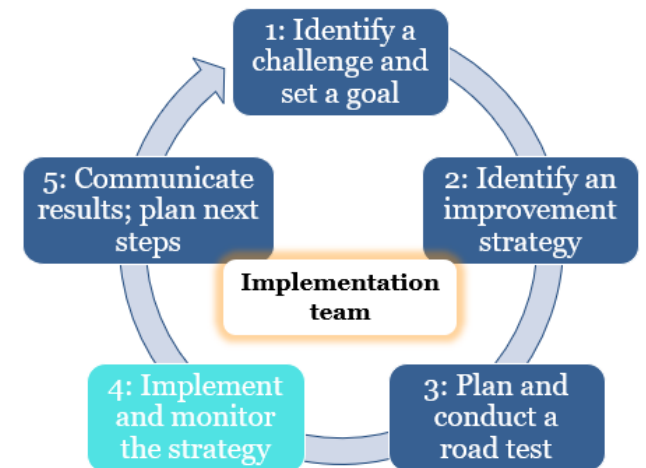 1: Identify a
challenge and
set a goal
2: Identify an
improvement
strategy
3: Plan and
conduct a
road test
4: Implement
and monitor
the strategy
5: Communicate
results; plan next
steps
Implementation
team